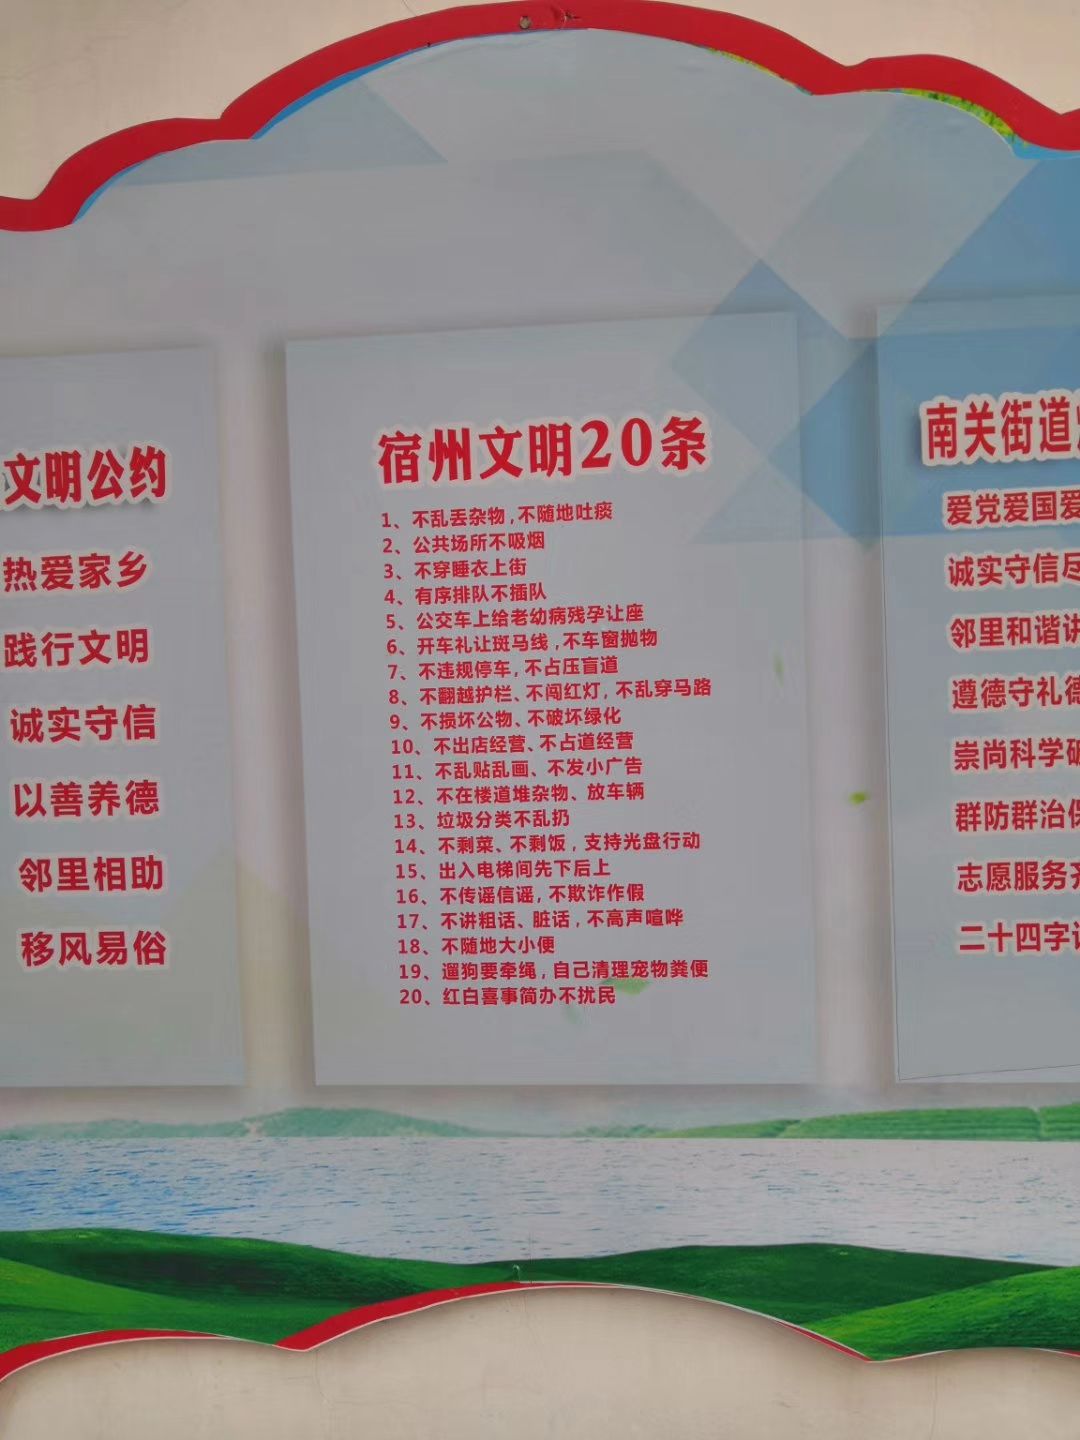 文明公约
热爱家乡
践行文明
诚实守信
以善养德
邻里相助
移风易俗
宿州文明20条
1、不乱丢杂物,不随地吐痰
2、公共场所不吸烟
3、不穿睡衣上街
4、有序排队不插队
5、公交车上给老幼病残孕让座
6、开车礼让斑马线,不车窗抛物
7、不违规停车,不占压盲道
8、不翻越护栏、不闯红灯,不乱穿马路
9、不损坏公物、不破坏绿化
10、不出店经营、不占道经营
11、不乱贴乱画、不发小广告
12、不在楼道堆杂物、放车辆
13、垃圾分类不乱扔
14、不剩菜、不剩饭,支持光盘行动
15、出入电梯间先下后上
16、不传谣信谣,不欺诈作假
17、不讲粗话、脏话,不高声喧哗
18、不随地大小便
19、遛狗要牵绳,自己清理宠物粪便
20、红白喜事简办不扰民
南关街道
爱党爱国爱
诚实守信尽
邻里和谐讲
遵德守礼德
崇尚科学破
群防群治保
志愿服务齐
二十四字